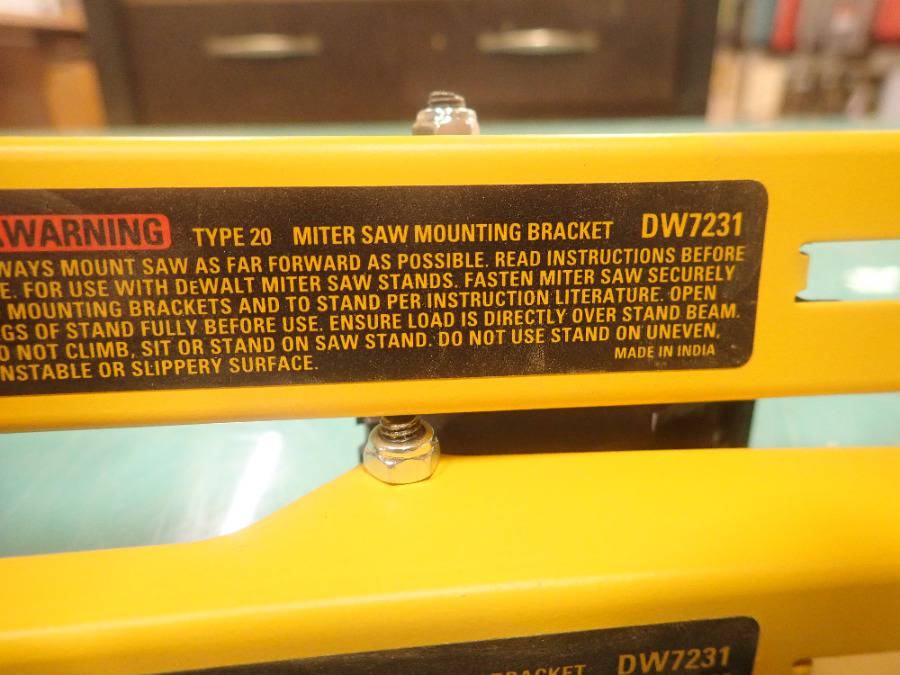 WARNING TYPE 20 MITER SAW MOUNTING BRACKET DW7231
WAYS MOUNT SAW AS FAR FORWARD AS POSSIBLE. READ INSTRUCTIONS BEFORE
E. FOR USE WITH DEWALT MITER SAW STANDS. FASTEN MITER SAW SECURELY
MOUNTING BRACKETS AND TO STAND PER INSTRUCTION LITERATURE. OPEN
GS OF STAND FULLY BEFORE USE. ENSURE LOAD IS DIRECTLY OVER STAND BEAM.
O NOT CLIMB, SIT OR STAND ON SAW STAND. DO NOT USE STAND ON UNEVEN,
NSTABLE OR SLIPPERY SURFACE. MADE IN INDIA
BRACKET DW7231